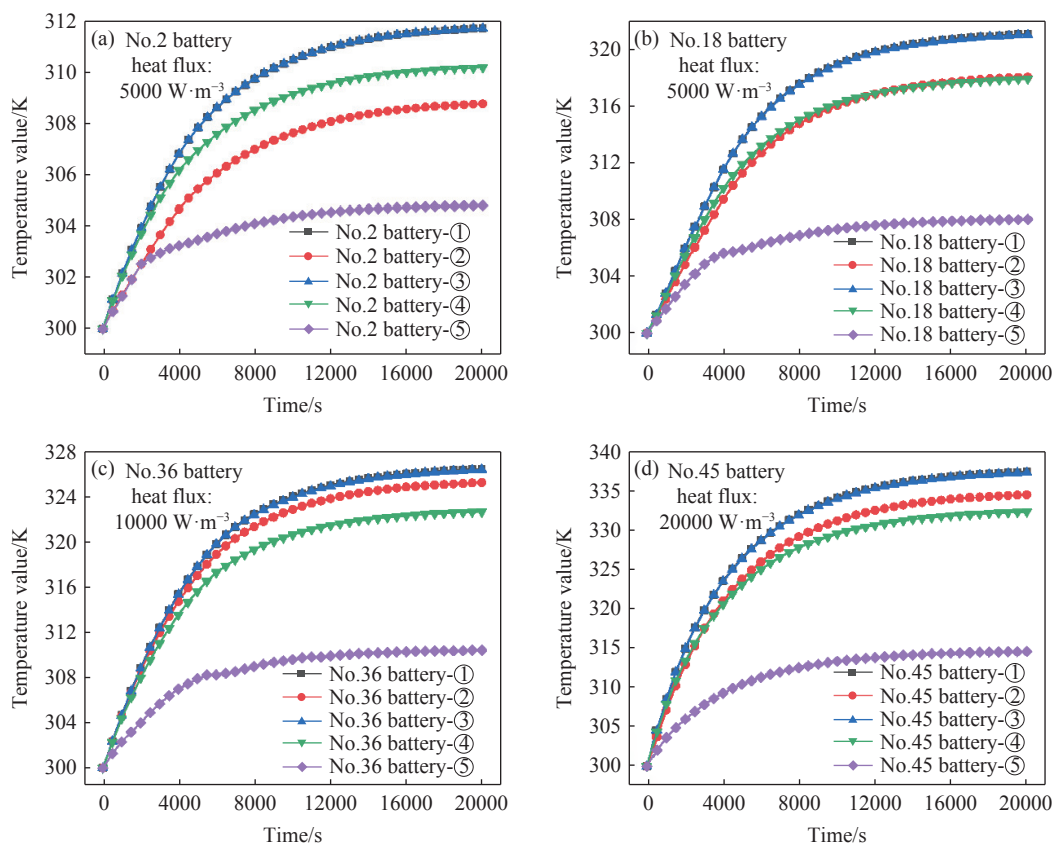 (a) No.2 battery
heat flux:
5000 W·m⁻³
Temperature value/K
312
310
308
306
304
302
300
No.2 battery-①
No.2 battery-②
No.2 battery-③
No.2 battery-④
No.2 battery-⑤
0 4000 8000 12000 16000 20000
Time/s
(b) No.18 battery
heat flux:
5000 W·m⁻³
Temperature value/K
320
316
312
308
304
300
No.18 battery-①
No.18 battery-②
No.18 battery-③
No.18 battery-④
No.18 battery-⑤
0 4000 8000 12000 16000 20000
Time/s
(c) No.36 battery
heat flux:
10000 W·m⁻³
Temperature value/K
328
324
320
316
312
308
304
300
No.36 battery-①
No.36 battery-②
No.36 battery-③
No.36 battery-④
No.36 battery-⑤
0 4000 8000 12000 16000 20000
Time/s
(d) No.45 battery
heat flux:
20000 W·m⁻³
Temperature value/K
340
335
330
325
320
315
310
305
300
No.45 battery-①
No.45 battery-②
No.45 battery-③
No.45 battery-④
No.45 battery-⑤
0 4000 8000 12000 16000 20000
Time/s